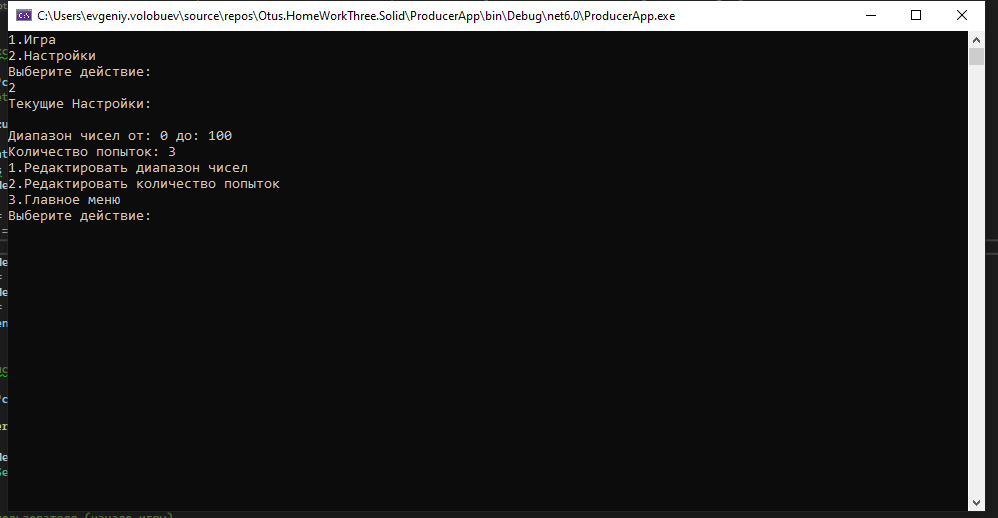 C:\Users\evgeniy.volobuev\source\repos\Otus.HomeWorkThree.Solid\ProducerApp\bin\Debug\net6.0\ProducerApp.exe
1.Игра
2.Настройки
Выберите действие:
2
Текущие Настройки:
Диапазон чисел от: 0 до: 100
Количество попыток: 3
1.Редактировать диапазон чисел
2.Редактировать количество попыток
3.Главное меню
Выберите действие: